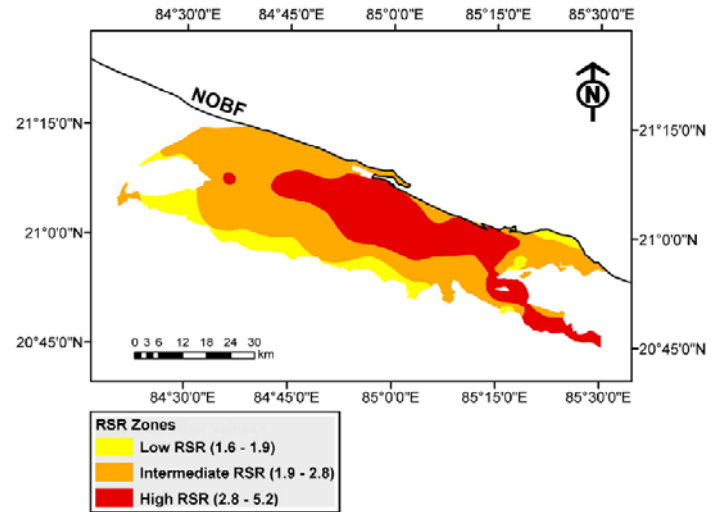 84°30'0"E 84°45'0"E 85°0'0"E 85°15'0"E 85°30'0"E
NOBF
N
21°15'0"N 21°15'0"N
21°0'0"N 21°0'0"N
20°45'0"N 20°45'0"N
0 3 6 12 18 24 30
km
84°30'0"E 84°45'0"E 85°0'0"E 85°15'0"E 85°30'0"E
RSR Zones
Low RSR (1.6 - 1.9)
Intermediate RSR (1.9 - 2.8)
High RSR (2.8 - 5.2)